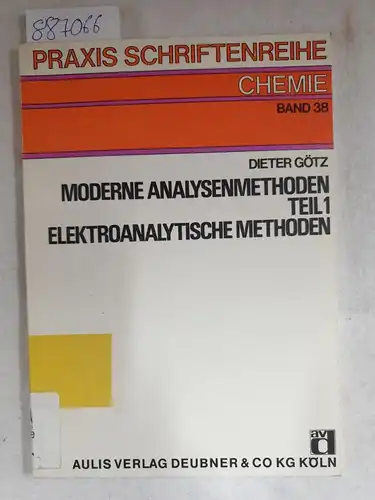 887066
PRAXIS SCHRIFTENREIHE
CHEMIE
BAND 38
DIETER GÖTZ
MODERNE ANALYSENMETHODEN
TEIL 1
ELEKTROANALYTISCHE METHODEN
av
AULIS VERLAG DEUBNER & CO KG KÖLN